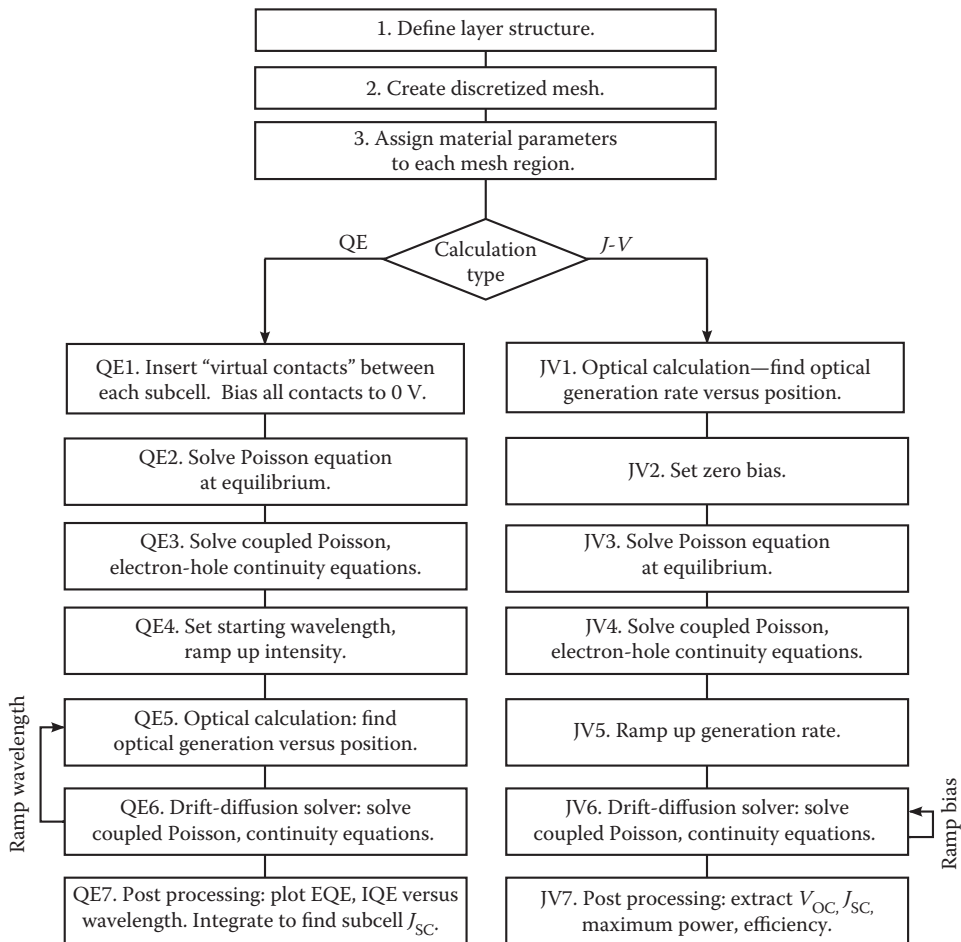 1. Define layer structure.
2. Create discretized mesh.
3. Assign material parameters
to each mesh region.
QE
Calculation
type
J-V
QE1. Insert “virtual contacts” between
each subcell. Bias all contacts to 0 V.
QE2. Solve Poisson equation
at equilibrium.
QE3. Solve coupled Poisson,
electron-hole continuity equations.
QE4. Set starting wavelength,
ramp up intensity.
QE5. Optical calculation: find
optical generation versus position.
QE6. Drift-diffusion solver: solve
coupled Poisson, continuity equations.
Ramp wavelength
QE7. Post processing: plot EQE, IQE versus
wavelength. Integrate to find subcell J_SC.
JV1. Optical calculation—find optical
generation rate versus position.
JV2. Set zero bias.
JV3. Solve Poisson equation
at equilibrium.
JV4. Solve coupled Poisson,
electron-hole continuity equations.
JV5. Ramp up generation rate.
JV6. Drift-diffusion solver: solve
coupled Poisson, continuity equations.
Ramp bias
JV7. Post processing: extract V_OC, J_SC,
maximum power, efficiency.